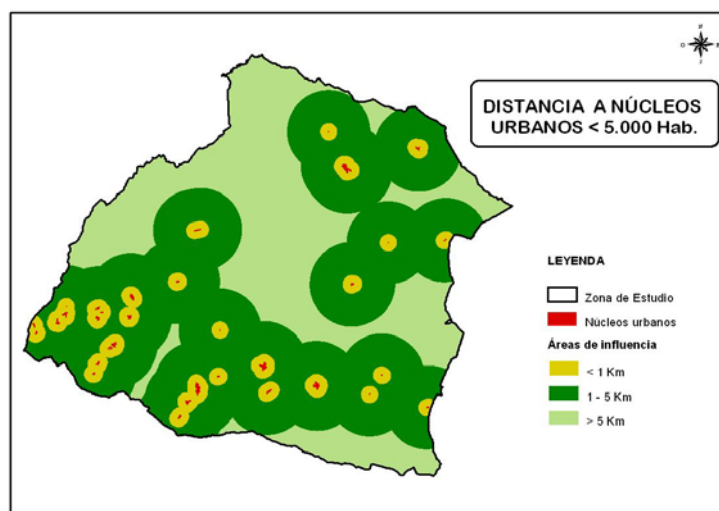 N
O
E
S
DISTANCIA A NÚCLEOS
URBANOS < 5.000 Hab.
LEYENDA
Zona de Estudio
Núcleos urbanos
Áreas de influencia
< 1 Km
1 - 5 Km
> 5 Km